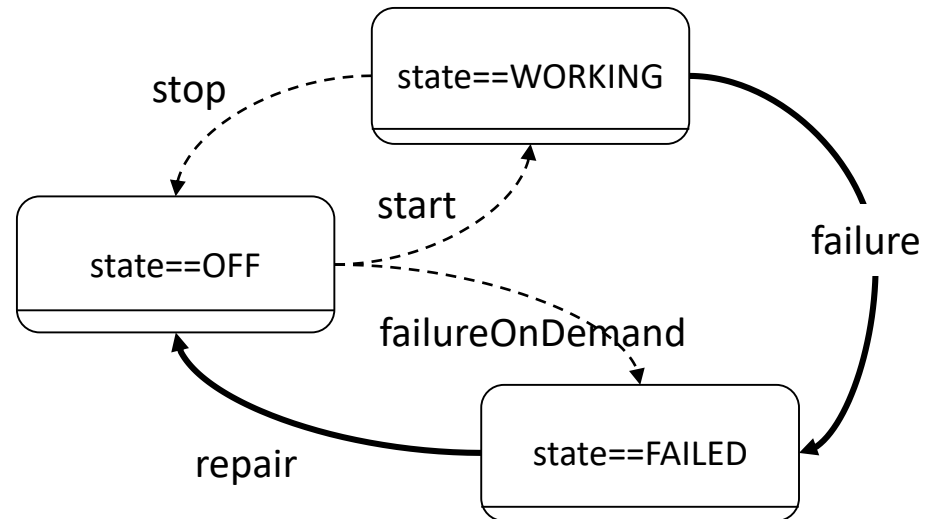 state==WORKING
stop
start
failure
state==OFF
failureOnDemand
state==FAILED
repair